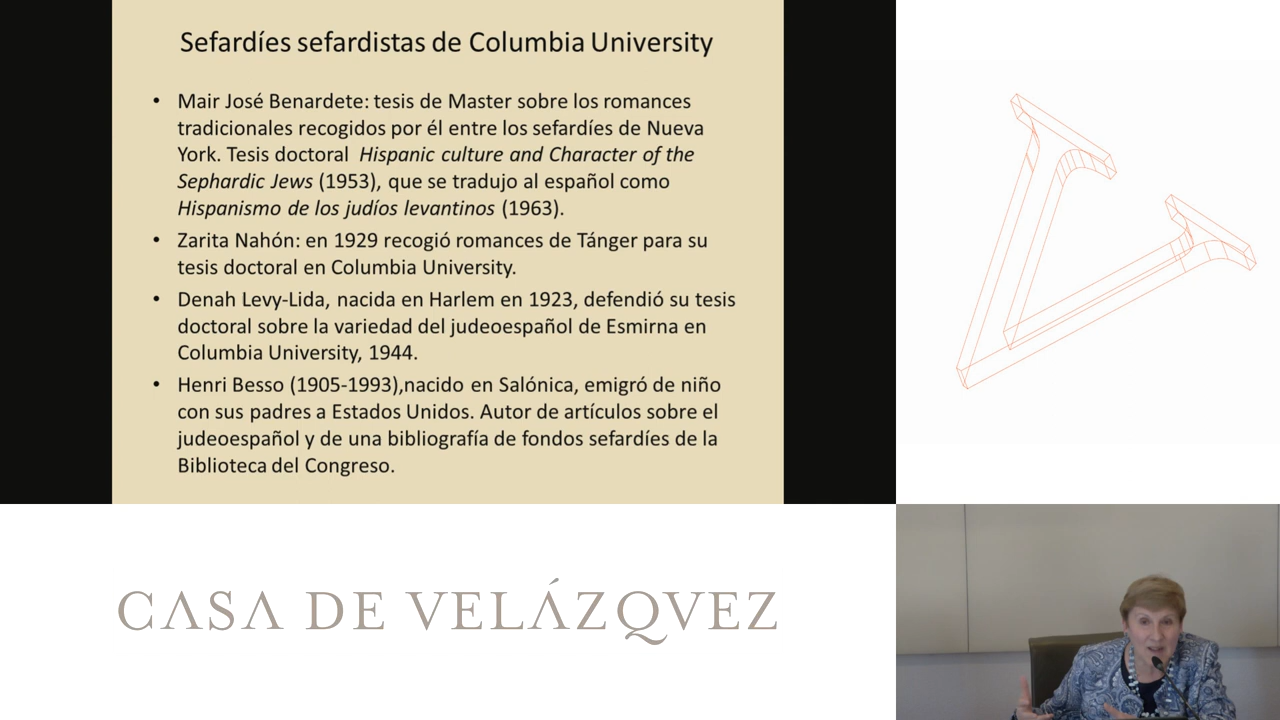 Sefardíes sefardistas de Columbia University
• Mair José Benardete: tesis de Master sobre los romances
tradicionales recogidos por él entre los sefardíes de Nueva
York. Tesis doctoral Hispanic culture and Character of the
Sephardic Jews (1953), que se tradujo al español como
Hispanismo de los judíos levantinos (1963).
• Zarita Nahón: en 1929 recogió romances de Tánger para su
tesis doctoral en Columbia University.
• Denah Levy-Lida, nacida en Harlem en 1923, defendió su tesis
doctoral sobre la variedad del judeoespañol de Esmirna en
Columbia University, 1944.
• Henri Besso (1905-1993),nacido en Salónica, emigró de niño
con sus padres a Estados Unidos. Autor de artículos sobre el
judeoespañol y de una bibliografía de fondos sefardíes de la
Biblioteca del Congreso.
CASA DE VELÁZQVEZ